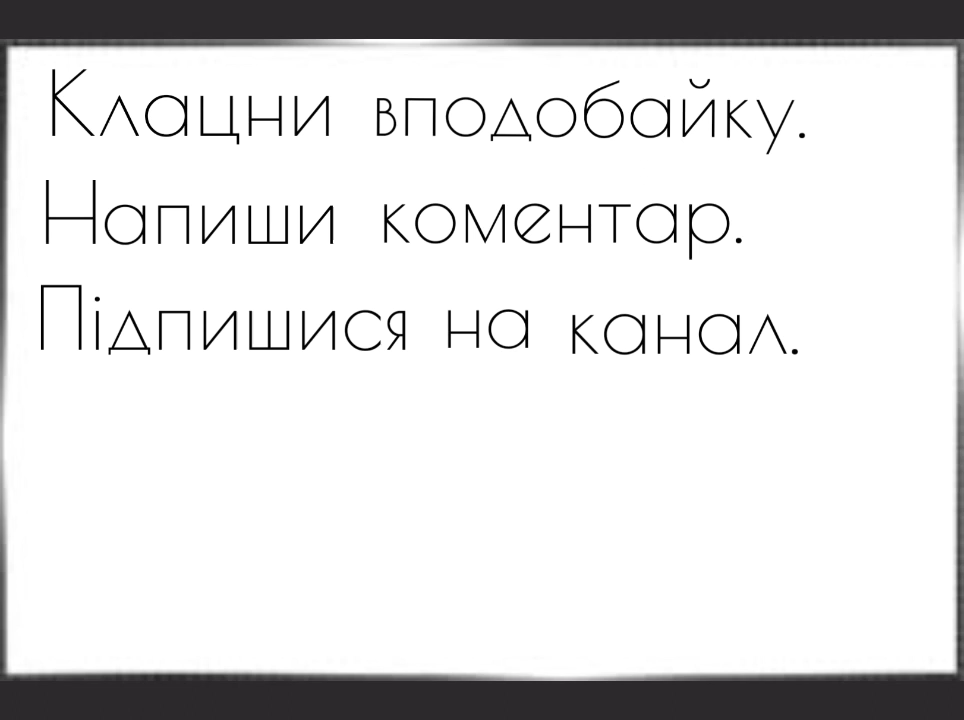 Клацни вподобайку.
Напиши коментар.
Підпишися на канал.